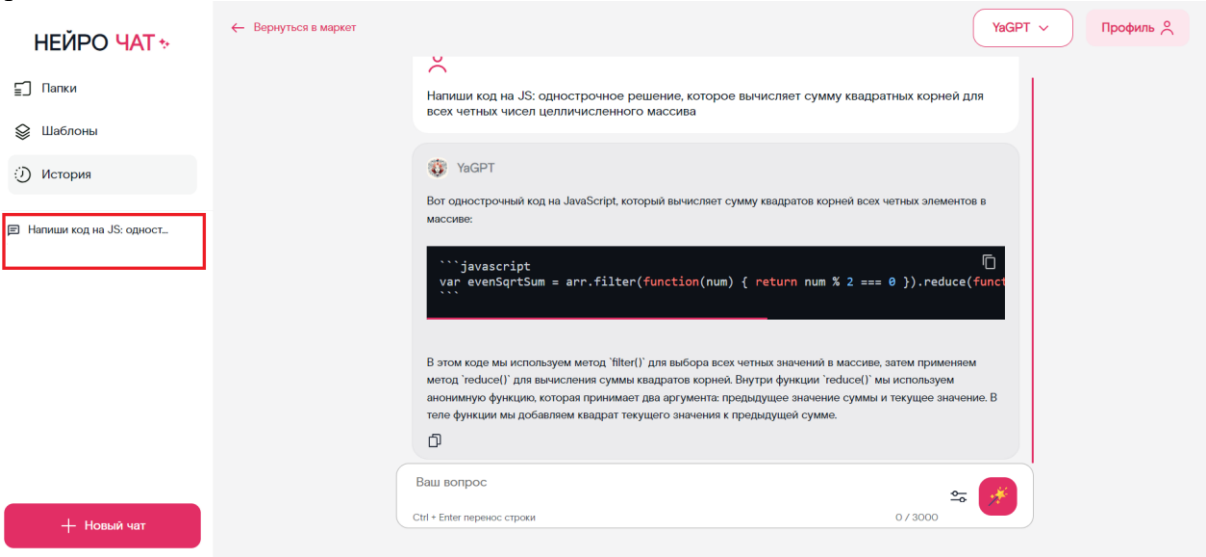 НЕЙРО ЧАТ
Папки
Шаблоны
История
Напиши код на JS: одност...
Новый чат
← Вернуться в маркет
YaGPT
Профиль
Напиши код на JS: однострочное решение, которое вычисляет сумму квадратных корней для
всех четных чисел целличисленного массива
YaGPT
Вот однострочный код на JavaScript, который вычисляет сумму квадратов корней всех четных элементов в
массиве:
```javascript
var evenSqrtSum = arr.filter(function(num) { return num % 2 === 0 }).reduce(funct
```
В этом коде мы используем метод `filter()` для выбора всех четных значений в массиве, затем применяем
метод `reduce()` для вычисления суммы квадратов корней. Внутри функции `reduce()` мы используем
анонимную функцию, которая принимает два аргумента: предыдущее значение суммы и текущее значение. В
теле функции мы добавляем квадрат текущего значения к предыдущей сумме.
Ваш вопрос
Ctrl + Enter перенос строки
0 / 3000